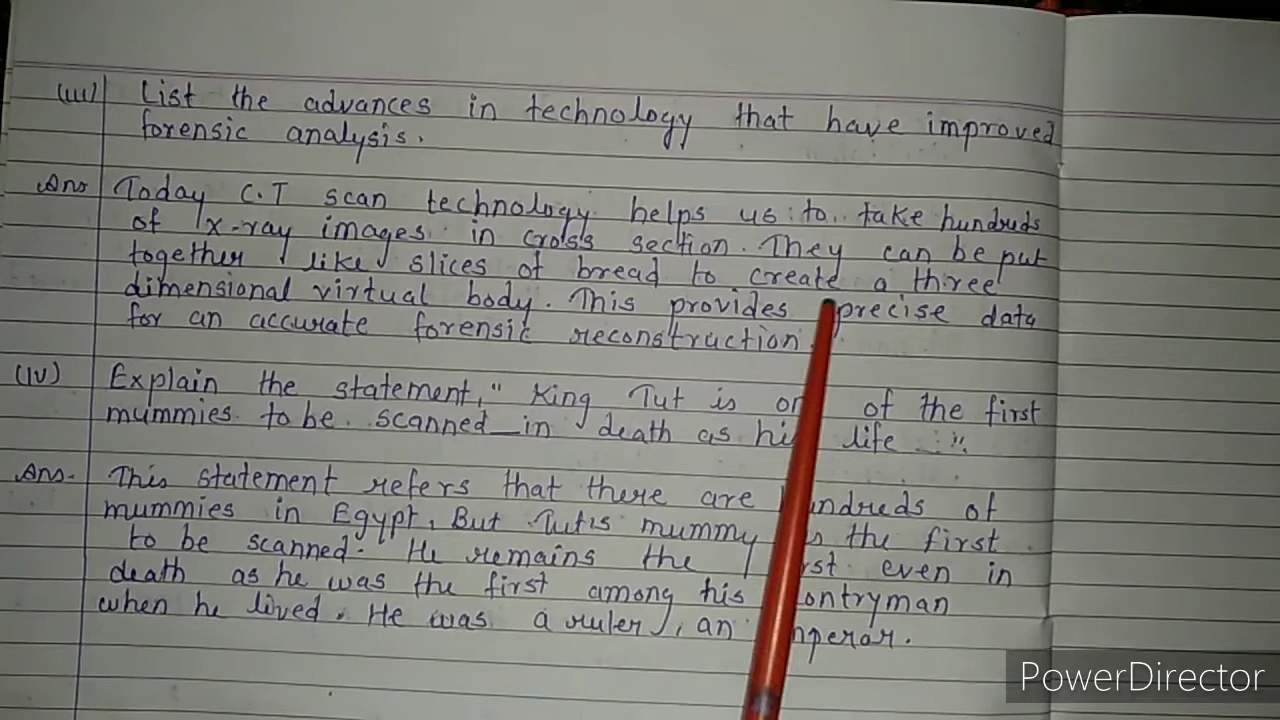 (III) List the advances in technology that have improved
forensic analysis.
Ans Today C.T scan technology helps us to take hundreds
of x-ray images in cross section. They can be put
together like slices of bread to create a three
dimensional virtual body. This provides precise data
for an accurate forensic reconstruction.
(IV) Explain the statement, " King Tut is of the first
mummies to be scanned_in death as life ..."
Ans. This statement refers that there are of
mummies in Egypt, But Tut's mummy the first
to be scanned. He remains the even in
death as he was the first among his
when he lived. He was a ruler, an
PowerDirector